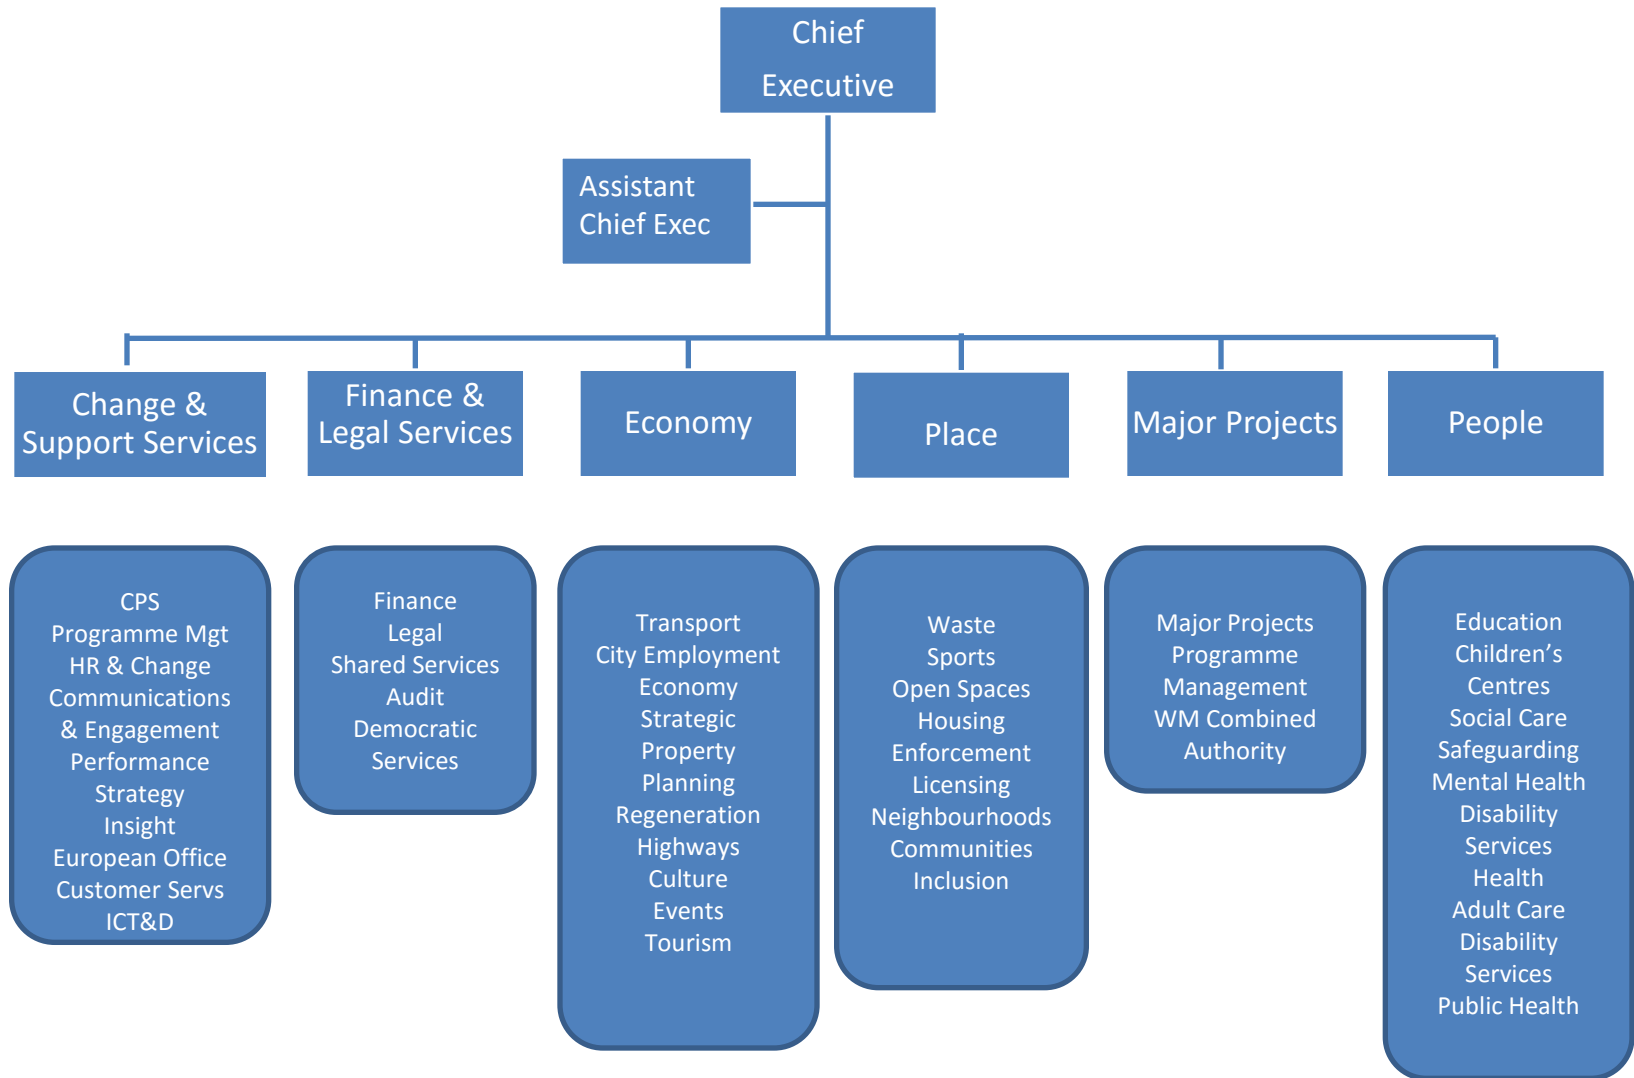 Chief
Executive
Assistant
Chief Exec
Change &
Support Services
Finance &
Legal Services
Economy
Place
Major Projects
People
CPS
Programme Mgt
HR & Change
Communications
& Engagement
Performance
Strategy
Insight
European Office
Customer Servs
ICT&D
Finance
Legal
Shared Services
Audit
Democratic
Services
Transport
City Employment
Economy
Strategic
Property
Planning
Regeneration
Highways
Culture
Events
Tourism
Waste
Sports
Open Spaces
Housing
Enforcement
Licensing
Neighbourhoods
Communities
Inclusion
Major Projects
Programme
Management
WM Combined
Authority
Education
Children’s
Centres
Social Care
Safeguarding
Mental Health
Disability
Services
Health
Adult Care
Disability
Services
Public Health